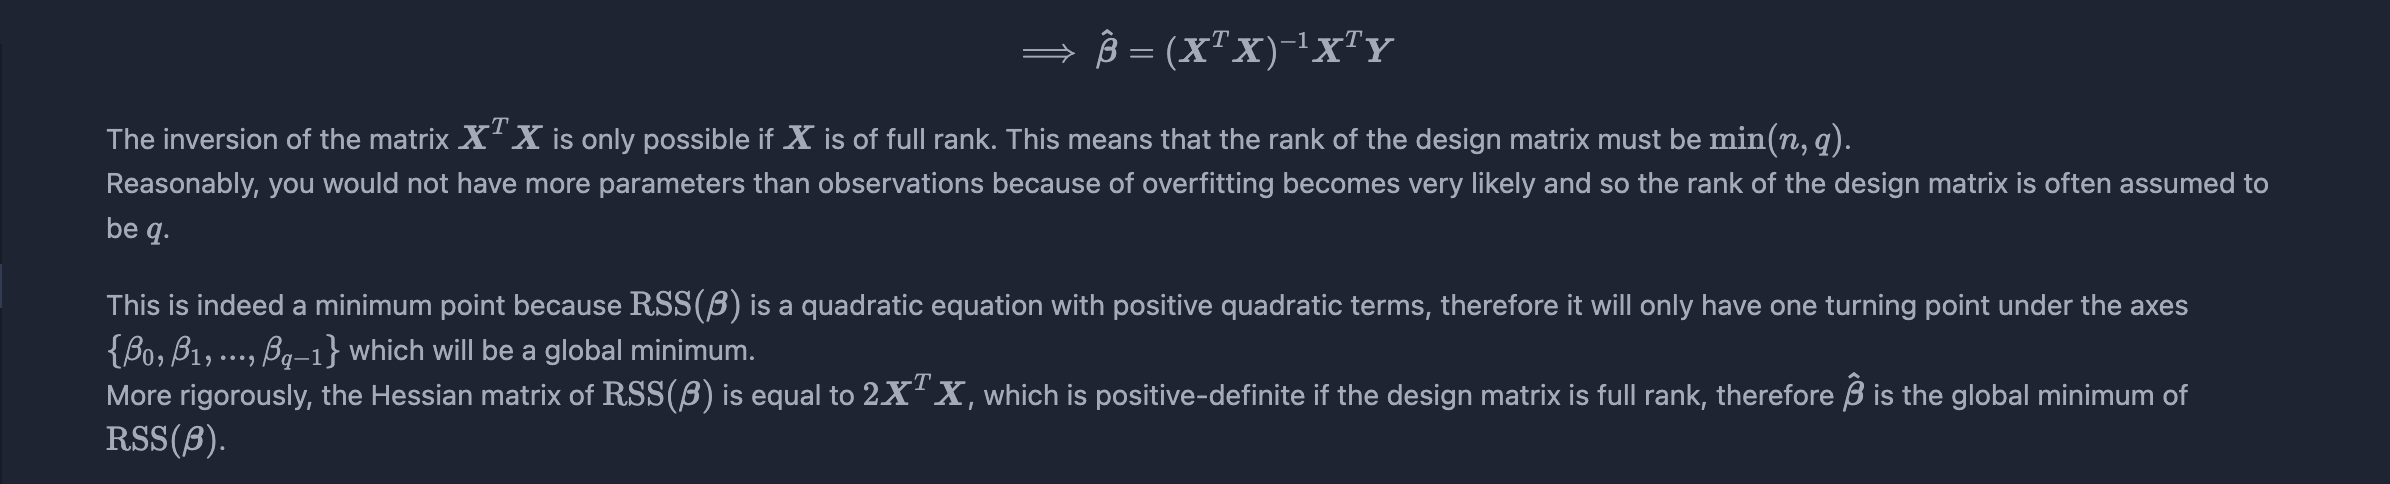 ⟹ β̂ = (XᵀX)⁻¹XᵀY
The inversion of the matrix XᵀX is only possible if X is of full rank. This means that the rank of the design matrix must be min(n, q).
Reasonably, you would not have more parameters than observations because of overfitting becomes very likely and so the rank of the design matrix is often assumed to
be q.
This is indeed a minimum point because RSS(β) is a quadratic equation with positive quadratic terms, therefore it will only have one turning point under the axes
{β₀, β₁, ..., β_{q−1}} which will be a global minimum.
More rigorously, the Hessian matrix of RSS(β) is equal to 2XᵀX, which is positive-definite if the design matrix is full rank, therefore β̂ is the global minimum of
RSS(β).